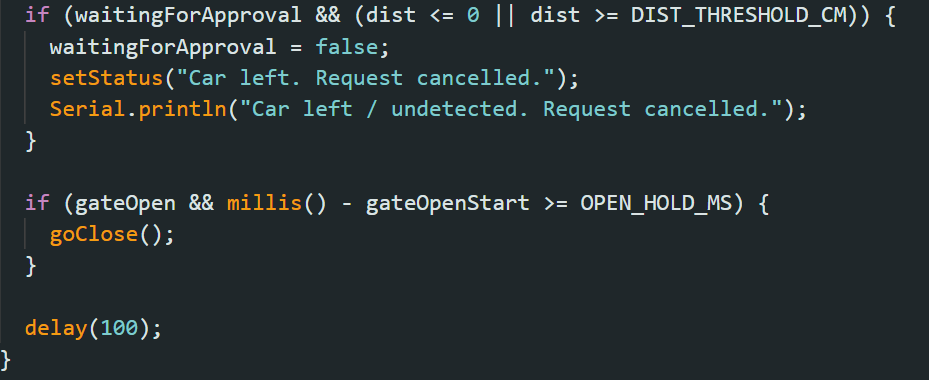 if (waitingForApproval && (dist <= 0 || dist >= DIST_THRESHOLD_CM)) {
waitingForApproval = false;
setStatus("Car left. Request cancelled.");
Serial.println("Car left / undetected. Request cancelled.");
}
if (gateOpen && millis() - gateOpenStart >= OPEN_HOLD_MS) {
goClose();
}
delay(100);
}